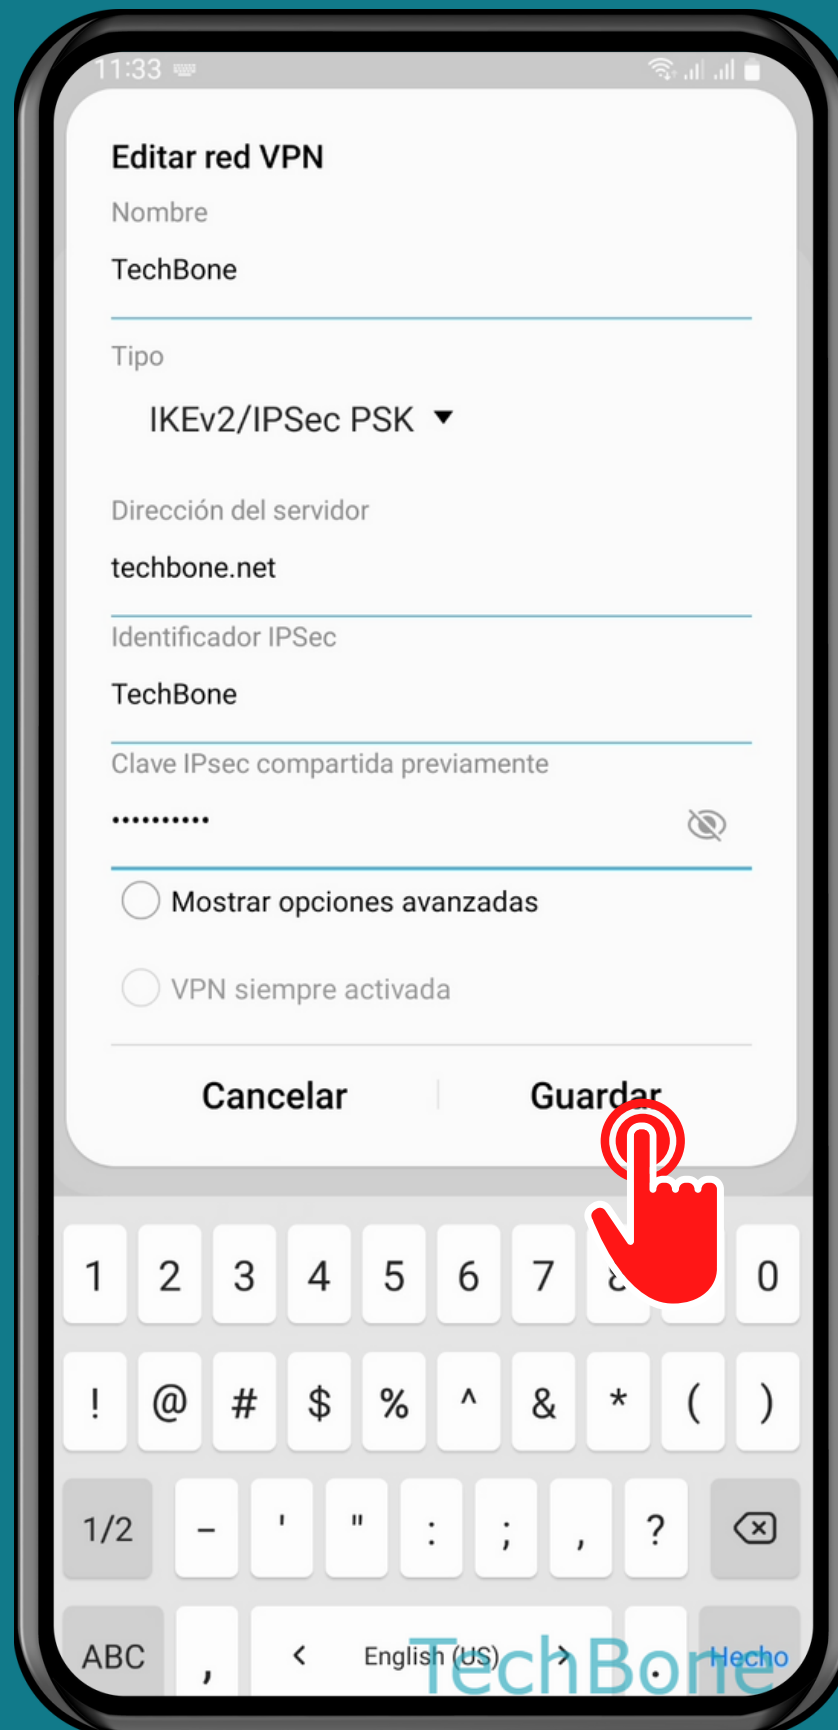 11:33
Editar red VPN
Nombre
TechBone
Tipo
IKEv2/IPSec PSK
Dirección del servidor
techbone.net
Identificador IPSec
TechBone
Clave IPsec compartida previamente
••••••••••
Mostrar opciones avanzadas
VPN siempre activada
Cancelar Guardar
1 2 3 4 5 6 7 8 0
! @ # $ % ^ & * ( )
1/2 - ' " : ; , ?
ABC , < English (US) > . Hecho
TechBone